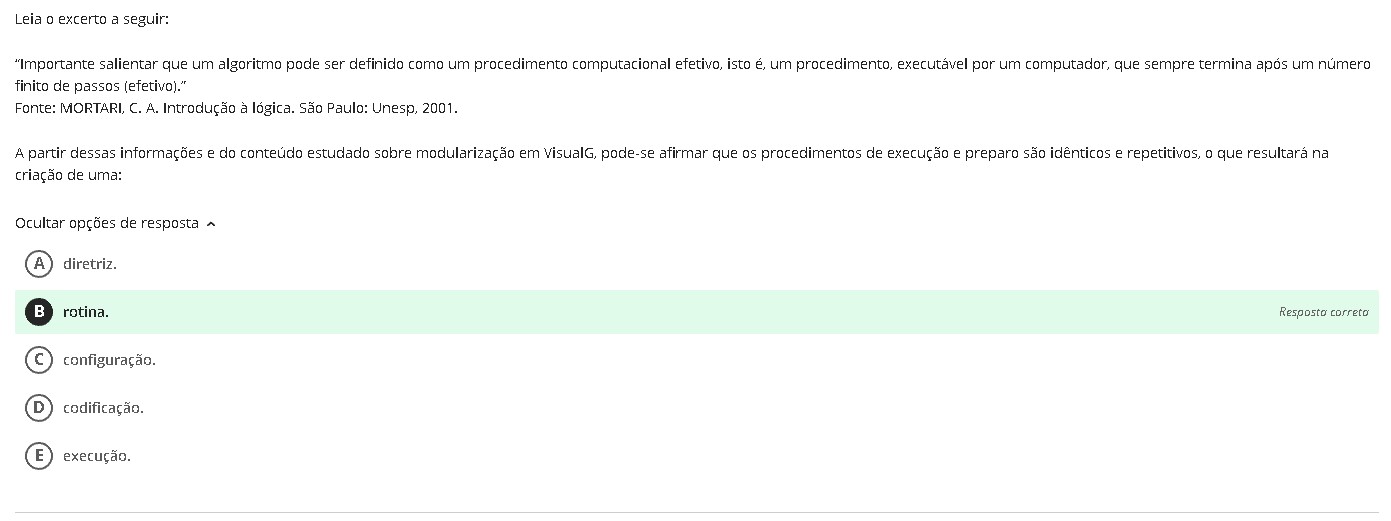 Leia o excerto a seguir:
“Importante salientar que um algoritmo pode ser definido como um procedimento computacional efetivo, isto é, um procedimento, executável por um computador, que sempre termina após um número
finito de passos (efetivo).”
Fonte: MORTARI, C. A. Introdução à lógica. São Paulo: Unesp, 2001.
A partir dessas informações e do conteúdo estudado sobre modularização em VisualG, pode-se afirmar que os procedimentos de execução e preparo são idênticos e repetitivos, o que resultará na
criação de uma:
Ocultar opções de resposta
A diretriz.
B rotina. Resposta correta
C configuração.
D codificação.
E execução.